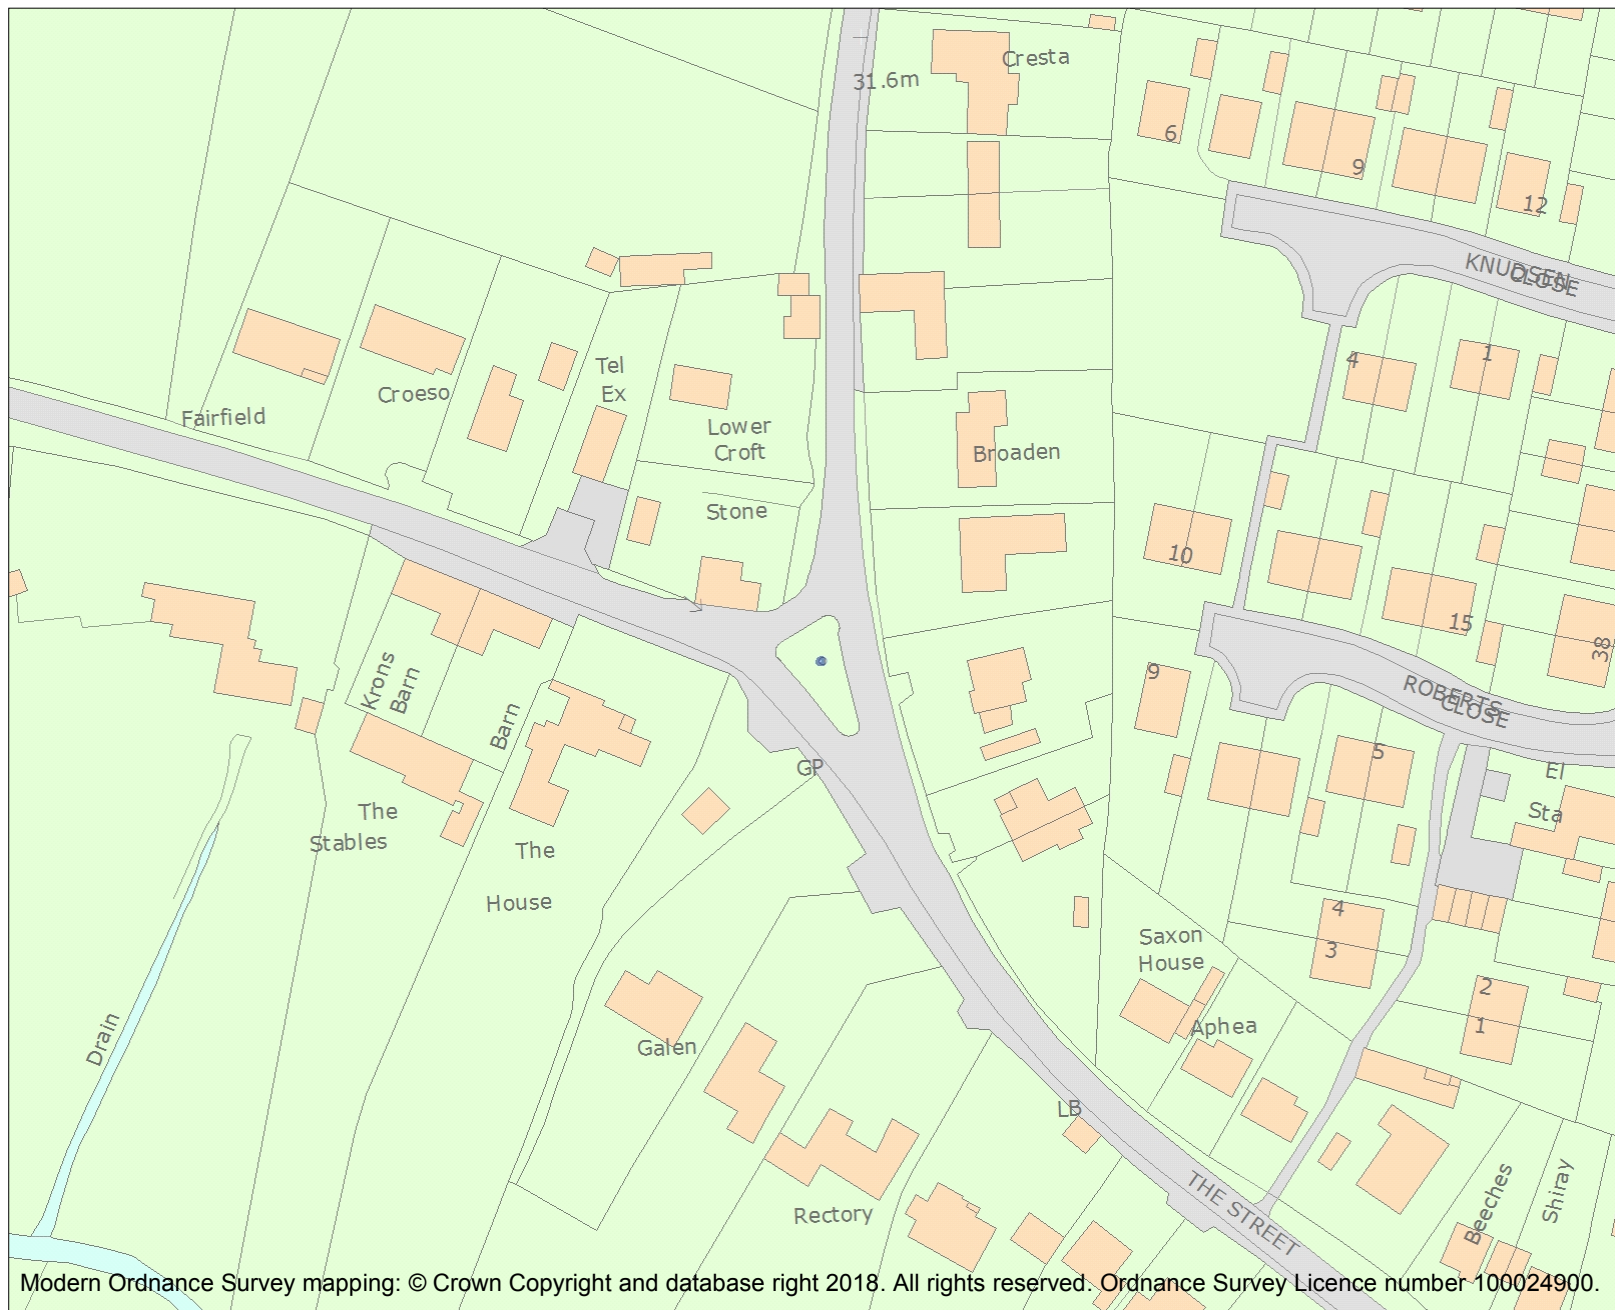 Cresta
31.6m
6
9
12
KNUDSEN
CLOSE
Tel
Ex
4
1
Croeso
Fairfield
Lower
Croft
Broaden
Stone
10
15
38
Krons
Barn
Barn
9
ROBERTS
CLOSE
5
GP
El
Sta
The
Stables
The
House
4
3
Saxon
House
2
1
Aphea
Drain
Galen
LB
THE STREET
Rectory
Beeches
Shiray
Modern Ordnance Survey mapping: © Crown Copyright and database right 2018. All rights reserved. Ordnance Survey Licence number 100024900.